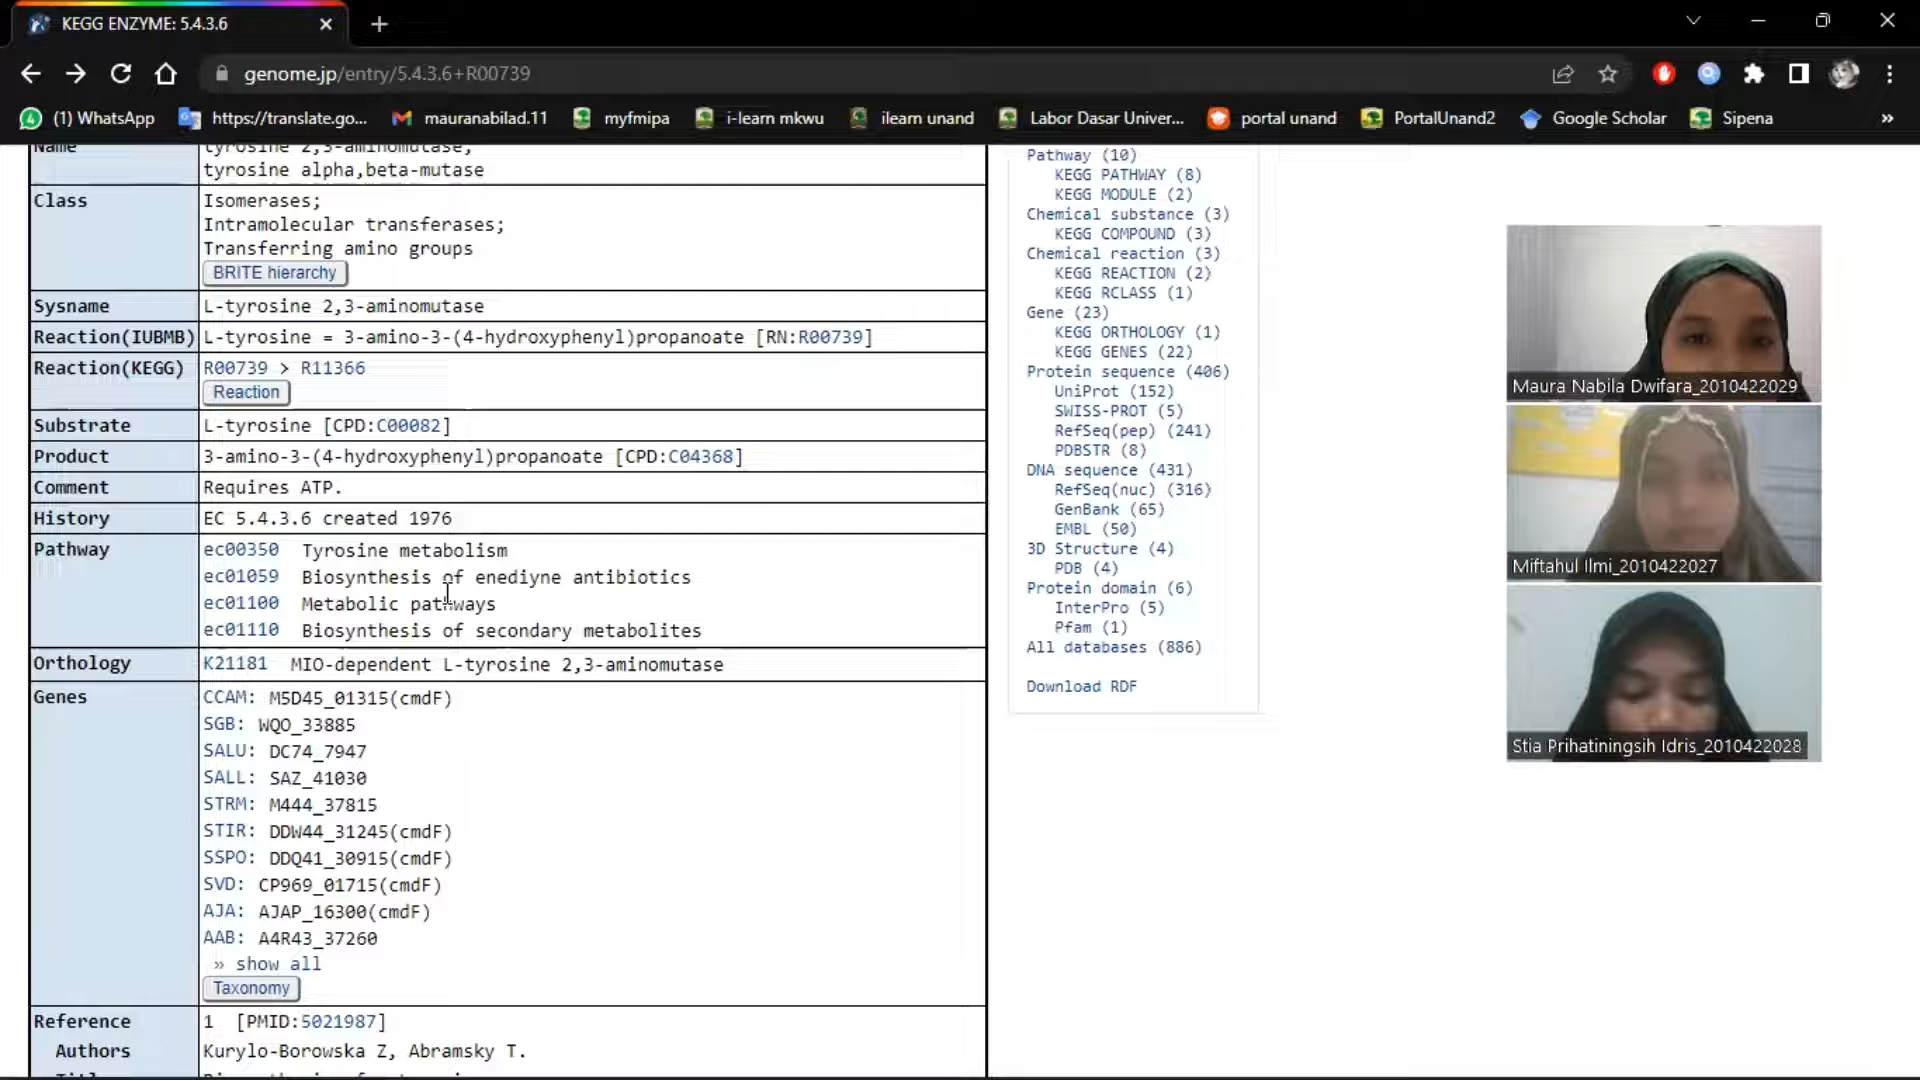 KEGG ENZYME: 5.4.3.6
genome.jp/entry/5.4.3.6+R00739
(1) WhatsApp
https://translate.go...
mauranabilad.11
myfmipa
i-learn mkwu
ilearn unand
Labor Dasar Univer...
portal unand
PortalUnand2
Google Scholar
Sipena
»
Name
tyrosine 2,3-aminomutase;
tyrosine alpha,beta-mutase
Class
Isomerases;
Intramolecular transferases;
Transferring amino groups
BRITE hierarchy
Sysname
L-tyrosine 2,3-aminomutase
Reaction(IUBMB)
L-tyrosine = 3-amino-3-(4-hydroxyphenyl)propanoate [RN:R00739]
Reaction(KEGG)
R00739 > R11366
Reaction
Substrate
L-tyrosine [CPD:C00082]
Product
3-amino-3-(4-hydroxyphenyl)propanoate [CPD:C04368]
Comment
Requires ATP.
History
EC 5.4.3.6 created 1976
Pathway
ec00350 Tyrosine metabolism
ec01059 Biosynthesis of enediyne antibiotics
ec01100 Metabolic pathways
ec01110 Biosynthesis of secondary metabolites
Orthology
K21181 MIO-dependent L-tyrosine 2,3-aminomutase
Genes
CCAM: M5D45_01315(cmdF)
SGB: WQO_33885
SALU: DC74_7947
SALL: SAZ_41030
STRM: M444_37815
STIR: DDW44_31245(cmdF)
SSPO: DDQ41_30915(cmdF)
SVD: CP969_01715(cmdF)
AJA: AJAP_16300(cmdF)
AAB: A4R43_37260
» show all
Taxonomy
Reference
1 [PMID:5021987]
Authors
Kurylo-Borowska Z, Abramsky T.
Pathway (10)
KEGG PATHWAY (8)
KEGG MODULE (2)
Chemical substance (3)
KEGG COMPOUND (3)
Chemical reaction (3)
KEGG REACTION (2)
KEGG RCLASS (1)
Gene (23)
KEGG ORTHOLOGY (1)
KEGG GENES (22)
Protein sequence (406)
UniProt (152)
SWISS-PROT (5)
RefSeq(pep) (241)
PDBSTR (8)
DNA sequence (431)
RefSeq(nuc) (316)
GenBank (65)
EMBL (50)
3D Structure (4)
PDB (4)
Protein domain (6)
InterPro (5)
Pfam (1)
All databases (886)
Download RDF
Maura Nabila Dwifara_2010422029
Miftahul Ilmi_2010422027
Stia Prihatiningsih Idris_2010422028